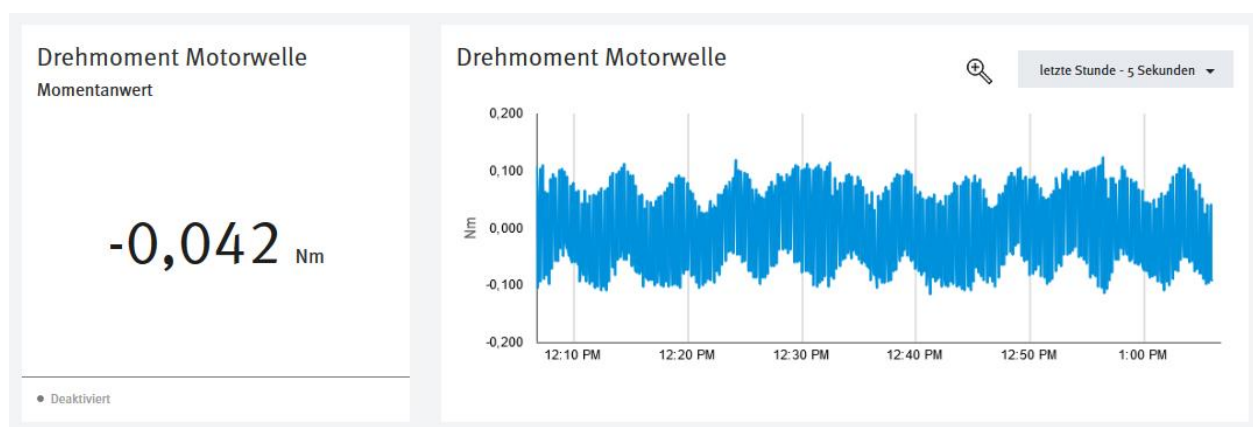 Drehmoment Motorwelle
Momentanwert
-0,042 Nm
• Deaktiviert
Drehmoment Motorwelle
letzte Stunde - 5 Sekunden
0,200
0,100
0,000
-0,100
-0,200
Nm
12:10 PM 12:20 PM 12:30 PM 12:40 PM 12:50 PM 1:00 PM